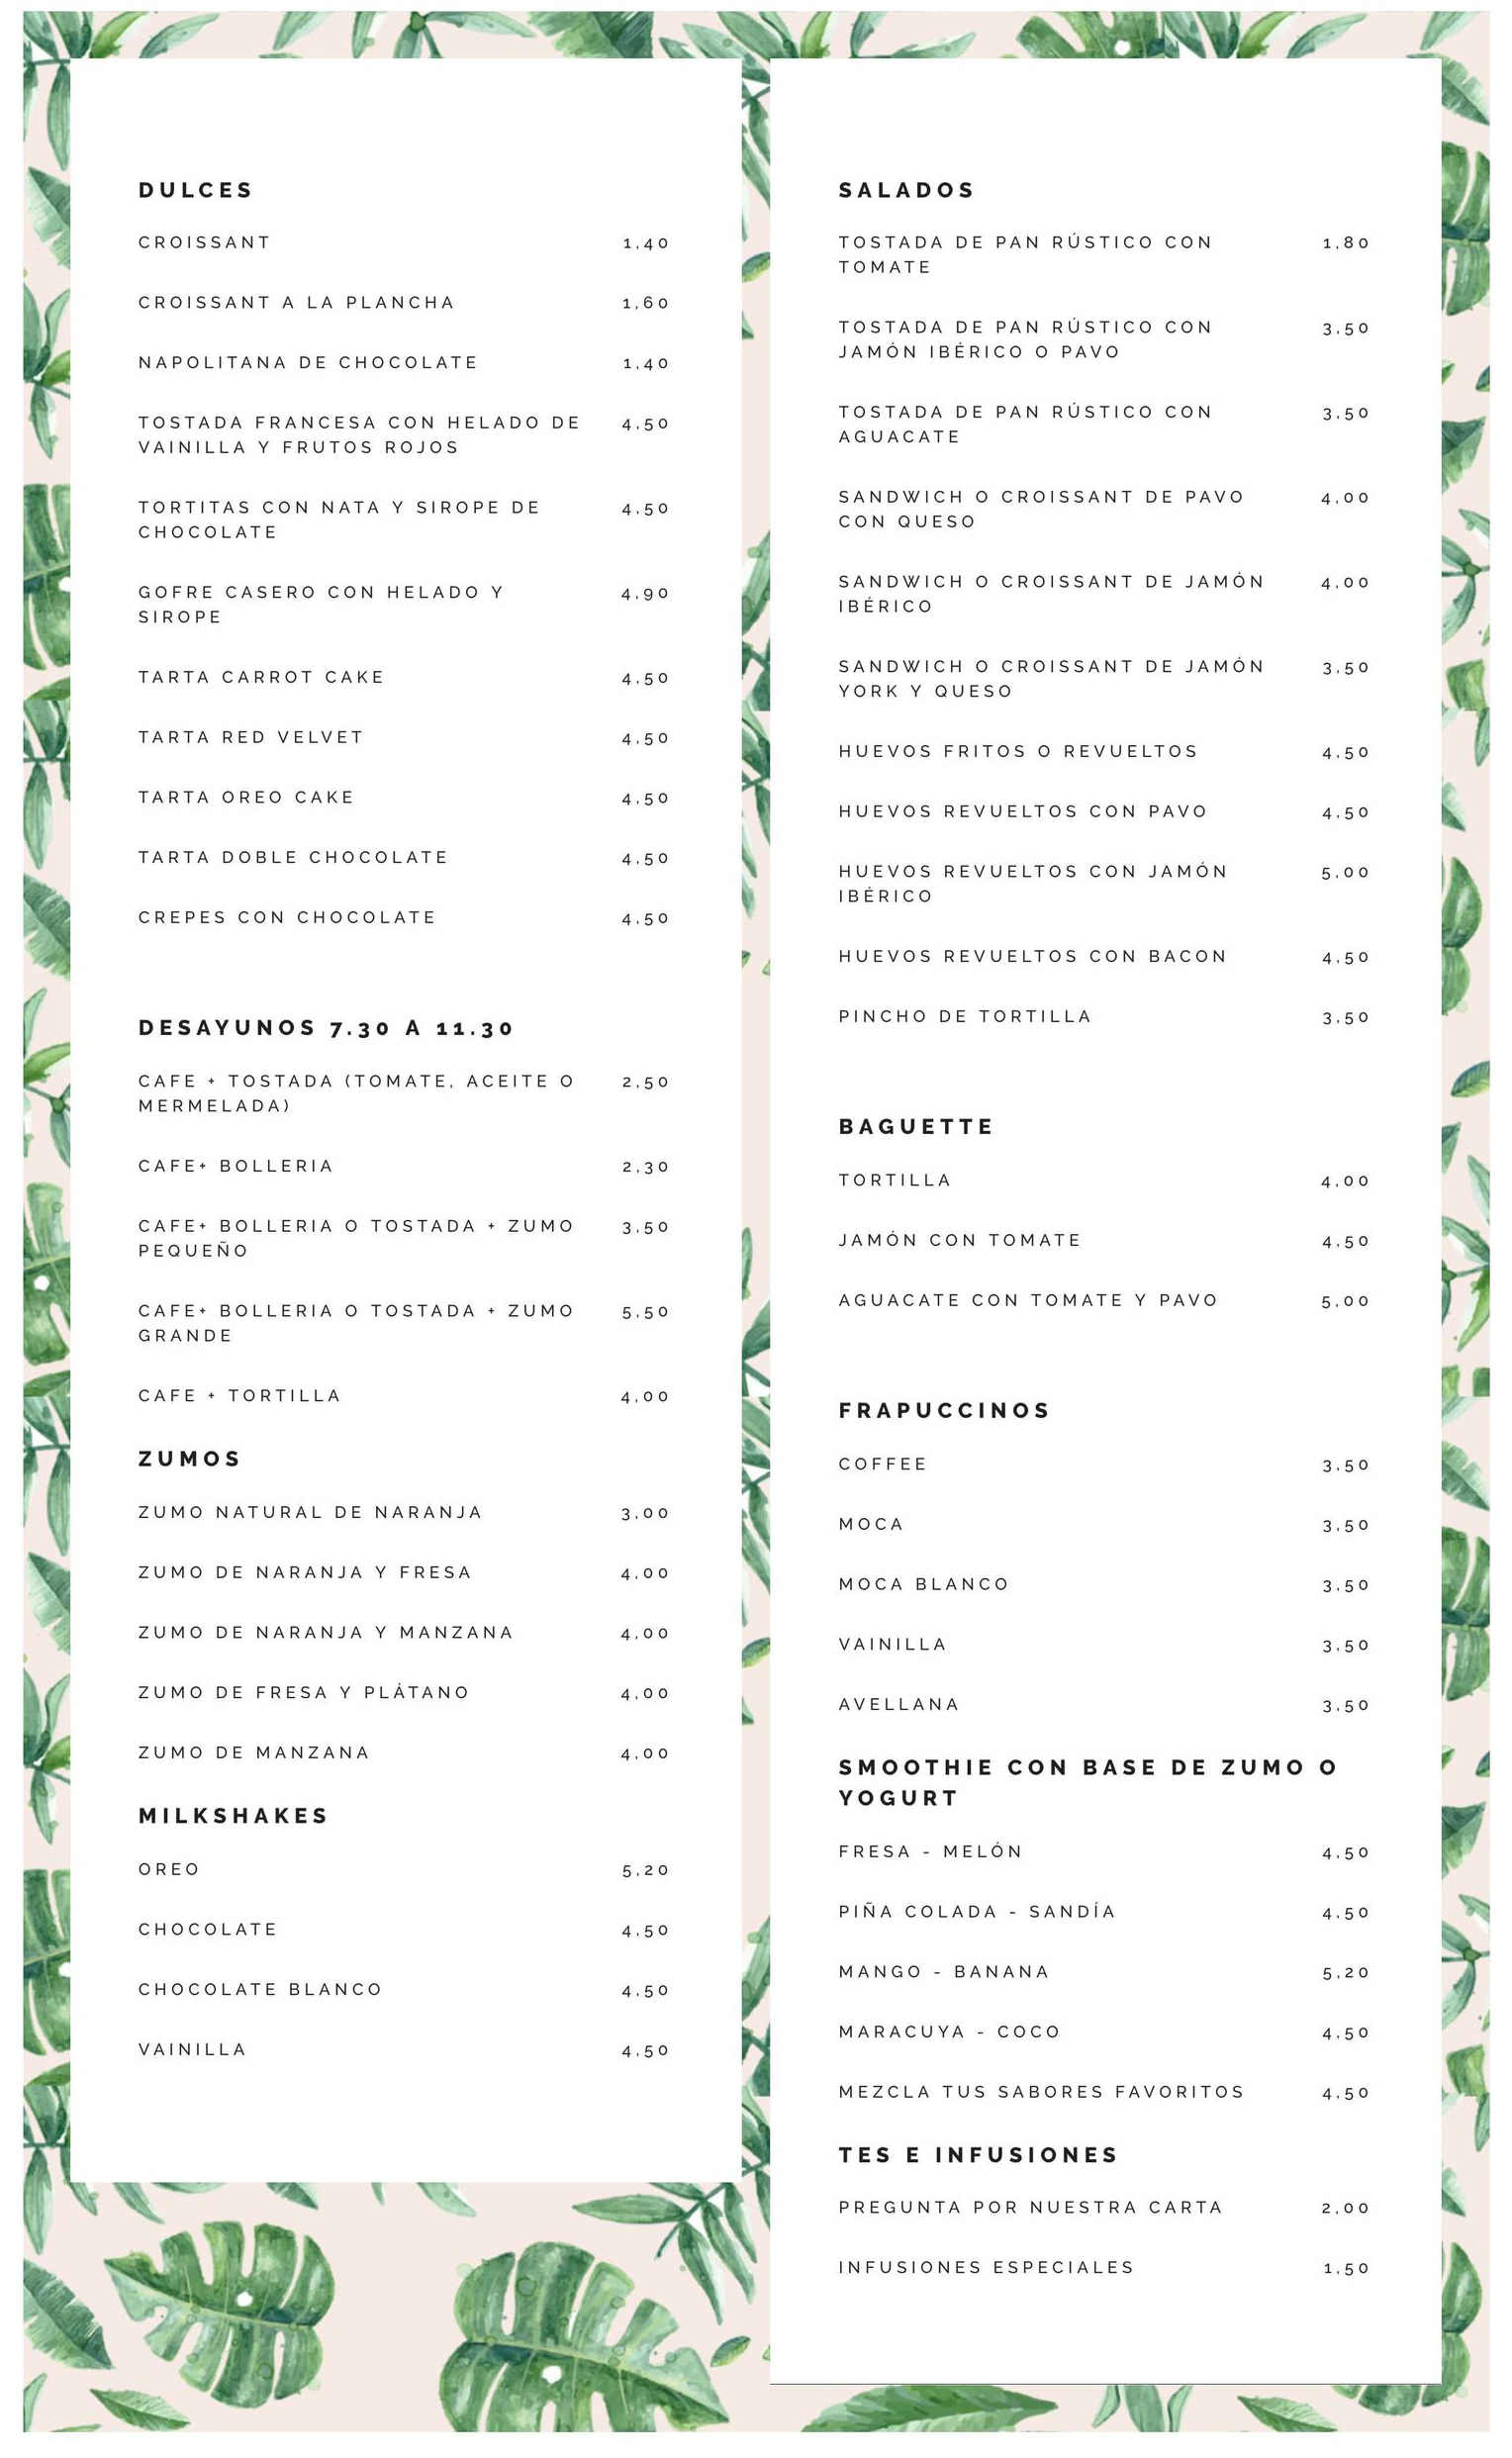 DULCES
CROISSANT 1,40
CROISSANT A LA PLANCHA 1,60
NAPOLITANA DE CHOCOLATE 1,40
TOSTADA FRANCESA CON HELADO DE 4,50
VAINILLA Y FRUTOS ROJOS
TORTITAS CON NATA Y SIROPE DE 4,50
CHOCOLATE
GOFRE CASERO CON HELADO Y 4,90
SIROPE
TARTA CARROT CAKE 4,50
TARTA RED VELVET 4,50
TARTA OREO CAKE 4,50
TARTA DOBLE CHOCOLATE 4,50
CREPES CON CHOCOLATE 4,50
DESAYUNOS 7.30 A 11.30
CAFE + TOSTADA (TOMATE, ACEITE O 2,50
MERMELADA)
CAFE+ BOLLERIA 2,30
CAFE+ BOLLERIA O TOSTADA + ZUMO 3,50
PEQUEÑO
CAFE+ BOLLERIA O TOSTADA + ZUMO 5,50
GRANDE
CAFE + TORTILLA 4,00
ZUMOS
ZUMO NATURAL DE NARANJA 3,00
ZUMO DE NARANJA Y FRESA 4,00
ZUMO DE NARANJA Y MANZANA 4,00
ZUMO DE FRESA Y PLÁTANO 4,00
ZUMO DE MANZANA 4,00
MILKSHAKES
OREO 5,20
CHOCOLATE 4,50
CHOCOLATE BLANCO 4,50
VAINILLA 4,50
SALADOS
TOSTADA DE PAN RÚSTICO CON 1,80
TOMATE
TOSTADA DE PAN RÚSTICO CON 3,50
JAMÓN IBÉRICO O PAVO
TOSTADA DE PAN RÚSTICO CON 3,50
AGUACATE
SANDWICH O CROISSANT DE PAVO 4,00
CON QUESO
SANDWICH O CROISSANT DE JAMÓN 4,00
IBÉRICO
SANDWICH O CROISSANT DE JAMÓN 3,50
YORK Y QUESO
HUEVOS FRITOS O REVUELTOS 4,50
HUEVOS REVUELTOS CON PAVO 4,50
HUEVOS REVUELTOS CON JAMÓN 5,00
IBÉRICO
HUEVOS REVUELTOS CON BACON 4,50
PINCHO DE TORTILLA 3,50
BAGUETTE
TORTILLA 4,00
JAMÓN CON TOMATE 4,50
AGUACATE CON TOMATE Y PAVO 5,00
FRAPUCCINOS
COFFEE 3,50
MOCA 3,50
MOCA BLANCO 3,50
VAINILLA 3,50
AVELLANA 3,50
SMOOTHIE CON BASE DE ZUMO O
YOGURT
FRESA - MELÓN 4,50
PIÑA COLADA - SANDÍA 4,50
MANGO - BANANA 5,20
MARACUYA - COCO 4,50
MEZCLA TUS SABORES FAVORITOS 4,50
TES E INFUSIONES
PREGUNTA POR NUESTRA CARTA 2,00
INFUSIONES ESPECIALES 1,50